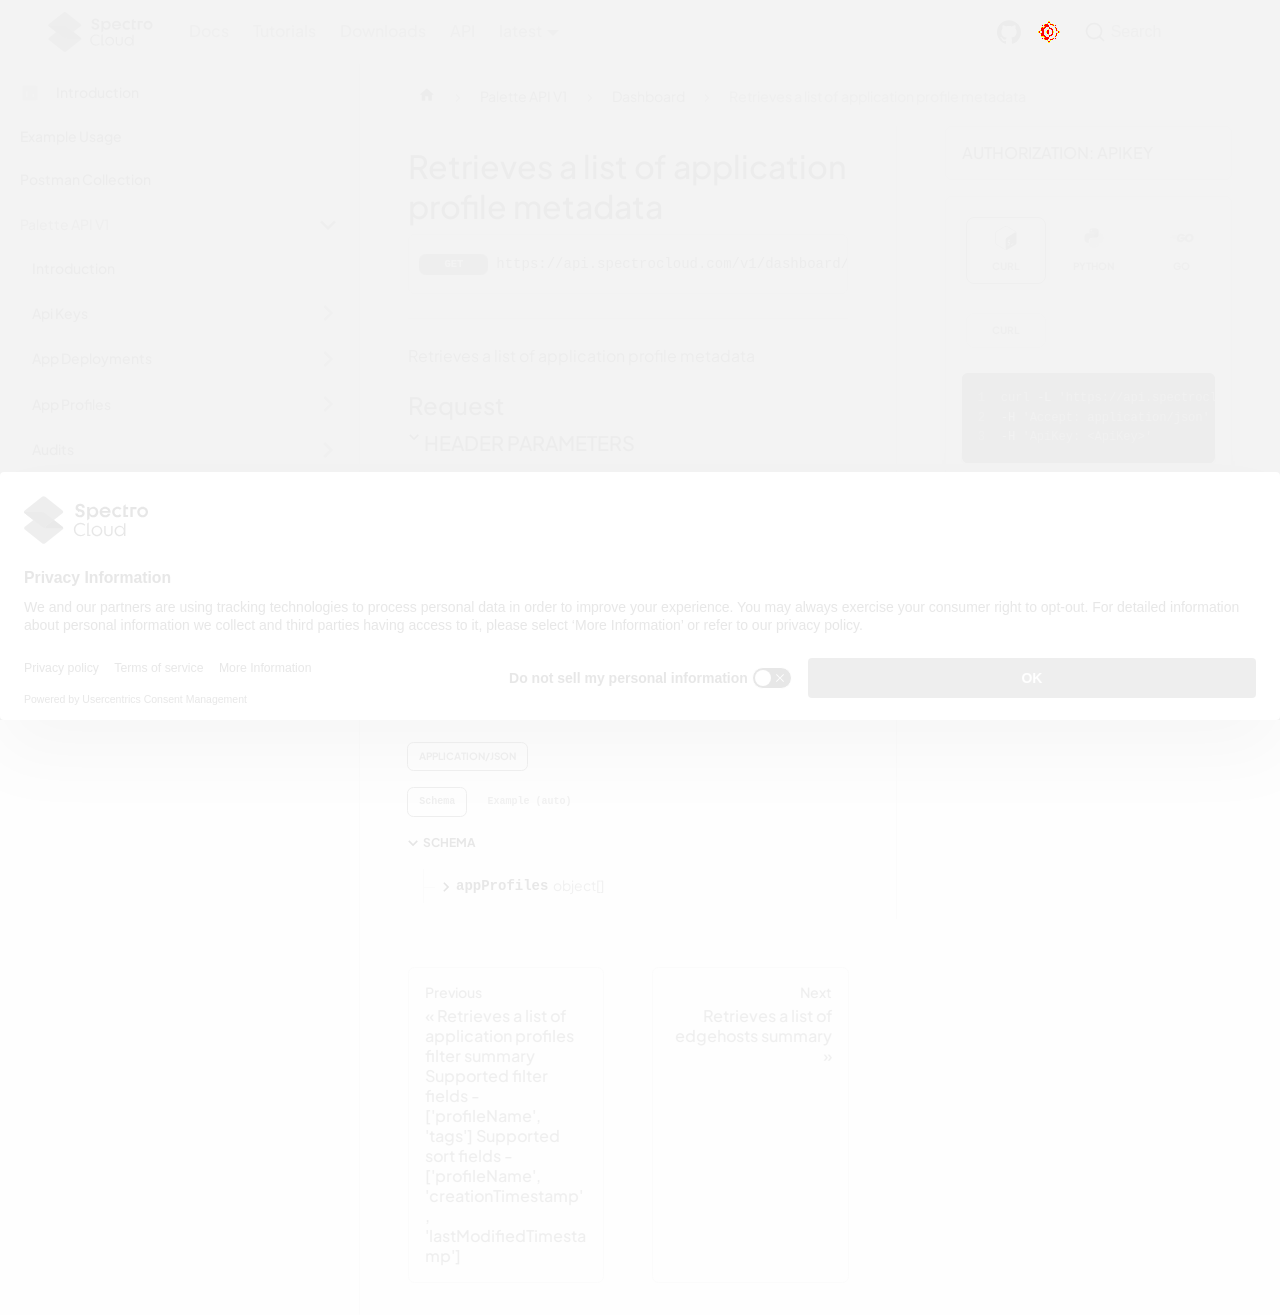 Spectro Cloud
Docs Tutorials Downloads API latest
Search
Introduction
Example Usage
Postman Collection
Palette API V1
Introduction
Api Keys
App Deployments
App Profiles
Audits
Palette API V1 Dashboard Retrieves a list of application profile metadata
Retrieves a list of application
profile metadata
GET https://api.spectrocloud.com/v1/dashboard/
Retrieves a list of application profile metadata
Request
HEADER PARAMETERS
AUTHORIZATION: APIKEY
CURL PYTHON GO
CURL
Spectro
Cloud
Privacy Information
We and our partners are using tracking technologies to process personal data in order to improve your experience. You may always exercise your consumer right to opt-out. For detailed information
about personal information we collect and third parties having access to it, please select 'More Information' or refer to our privacy policy.
Privacy policy Terms of service More Information
Powered by Usercentrics Consent Management
Do not sell my personal information
OK
APPLICATION/JSON
Schema Example (auto)
SCHEMA
appProfiles object[]
Previous
« Retrieves a list of
application profiles
filter summary
Supported filter
fields -
['profileName',
'tags'] Supported
sort fields -
['profileName',
'creationTimestamp'
,
'lastModifiedTimesta
mp']
Next
Retrieves a list of
edgehosts summary
»